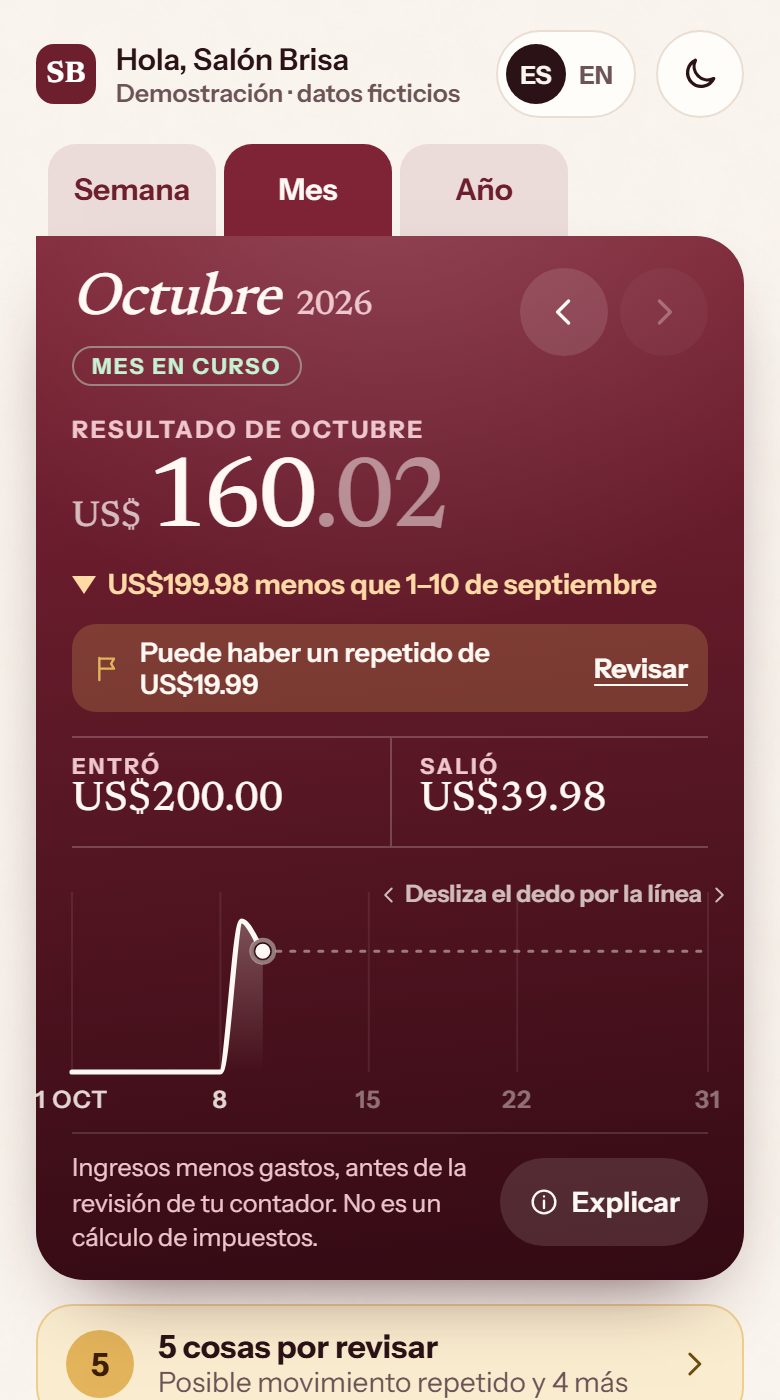 SB
Hola, Salón Brisa
Demostración · datos ficticios
ES EN
Semana Mes Año
Octubre 2026
MES EN CURSO
RESULTADO DE OCTUBRE
US$ 160.02
US$199.98 menos que 1–10 de septiembre
Puede haber un repetido de
US$19.99
Revisar
ENTRÓ
US$200.00
SALIÓ
US$39.98
Desliza el dedo por la línea
1 OCT 8 15 22 31
Ingresos menos gastos, antes de la
revisión de tu contador. No es un
cálculo de impuestos.
Explicar
5
5 cosas por revisar
Posible movimiento repetido y 4 más